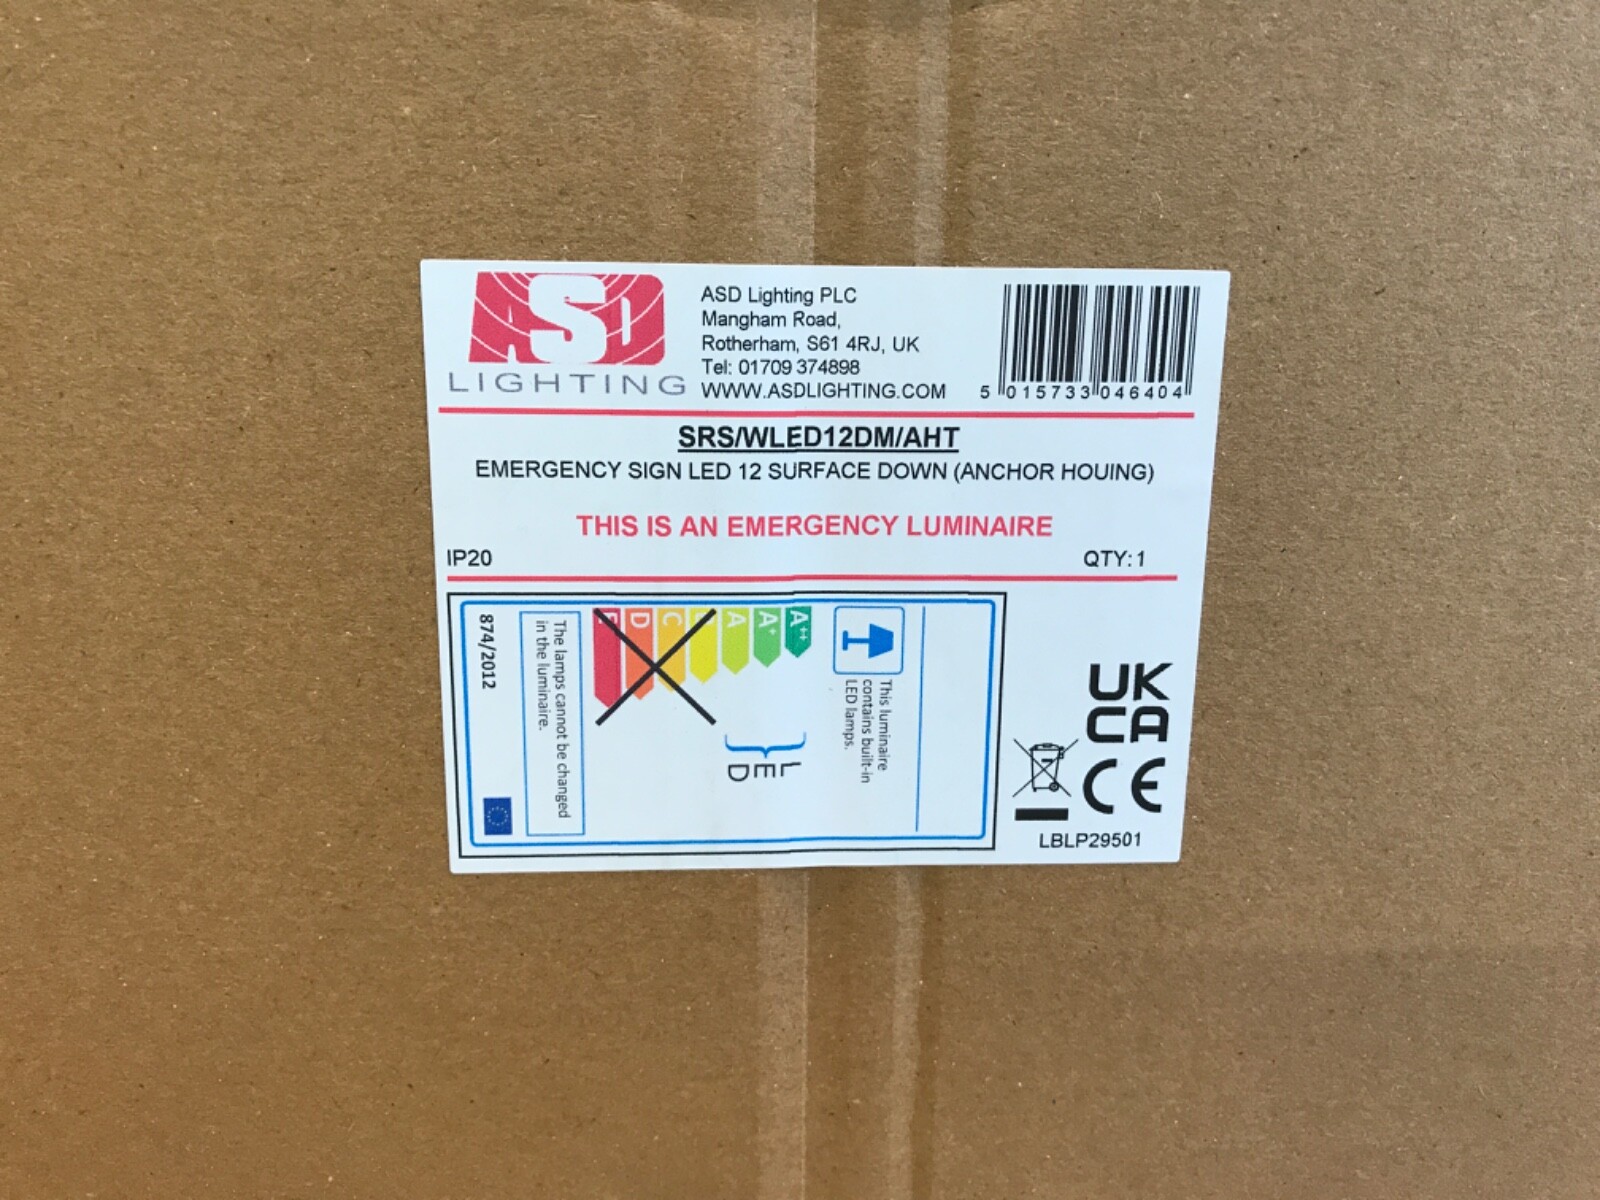 ASD
LIGHTING
ASD Lighting PLC
Mangham Road,
Rotherham, S61 4RJ, UK
Tel: 01709 374898
WWW.ASDLIGHTING.COM
5 015733 046404
SRS/WLED12DM/AHT
EMERGENCY SIGN LED 12 SURFACE DOWN (ANCHOR HOUING)
THIS IS AN EMERGENCY LUMINAIRE
IP20
QTY: 1
This luminaire
contains built-in
LED lamps.
A++
A+
A
C
D
LED
The lamps cannot be changed
in the luminaire.
874/2012
UK
CA
CE
LBLP29501